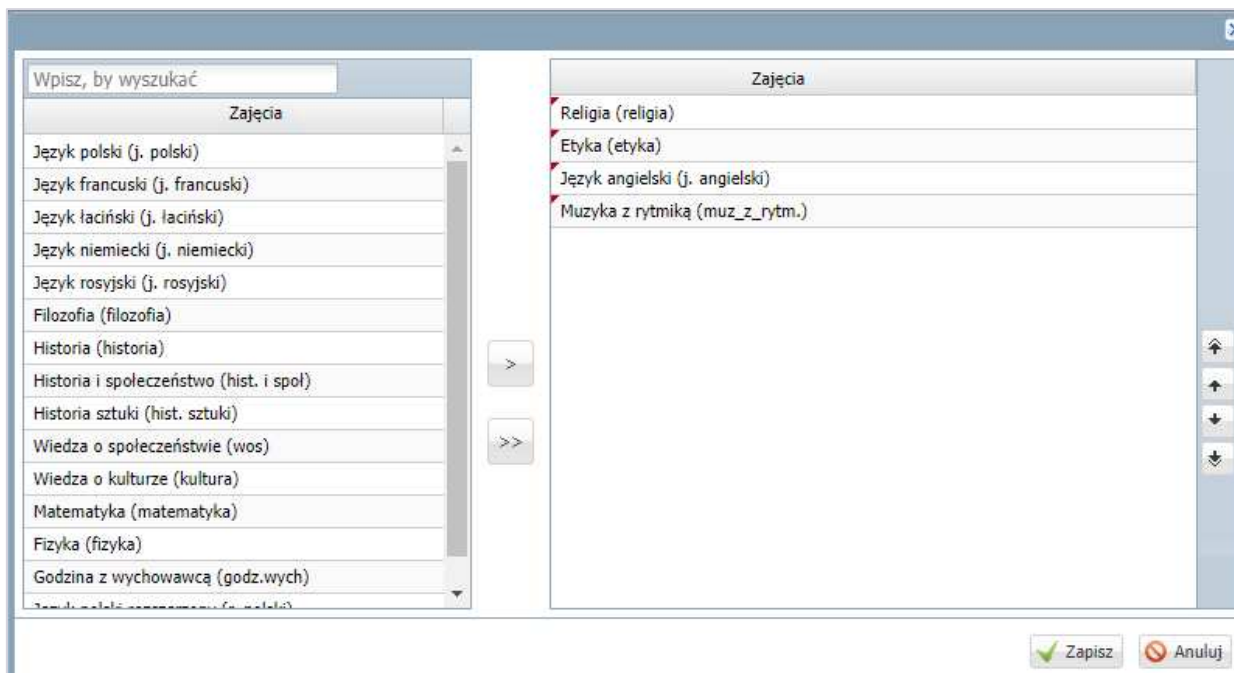 Wpisz, by wyszukać
Zajęcia
Język polski (j. polski)
Język francuski (j. francuski)
Język łaciński (j. łaciński)
Język niemiecki (j. niemiecki)
Język rosyjski (j. rosyjski)
Filozofia (filozofia)
Historia (historia)
Historia i społeczeństwo (hist. i społ)
Historia sztuki (hist. sztuki)
Wiedza o społeczeństwie (wos)
Wiedza o kulturze (kultura)
Matematyka (matematyka)
Fizyka (fizyka)
Godzina z wychowawcą (godz.wych)
>
>>
Zajęcia
Religia (religia)
Etyka (etyka)
Język angielski (j. angielski)
Muzyka z rytmiką (muz_z_rytm.)
Zapisz
Anuluj